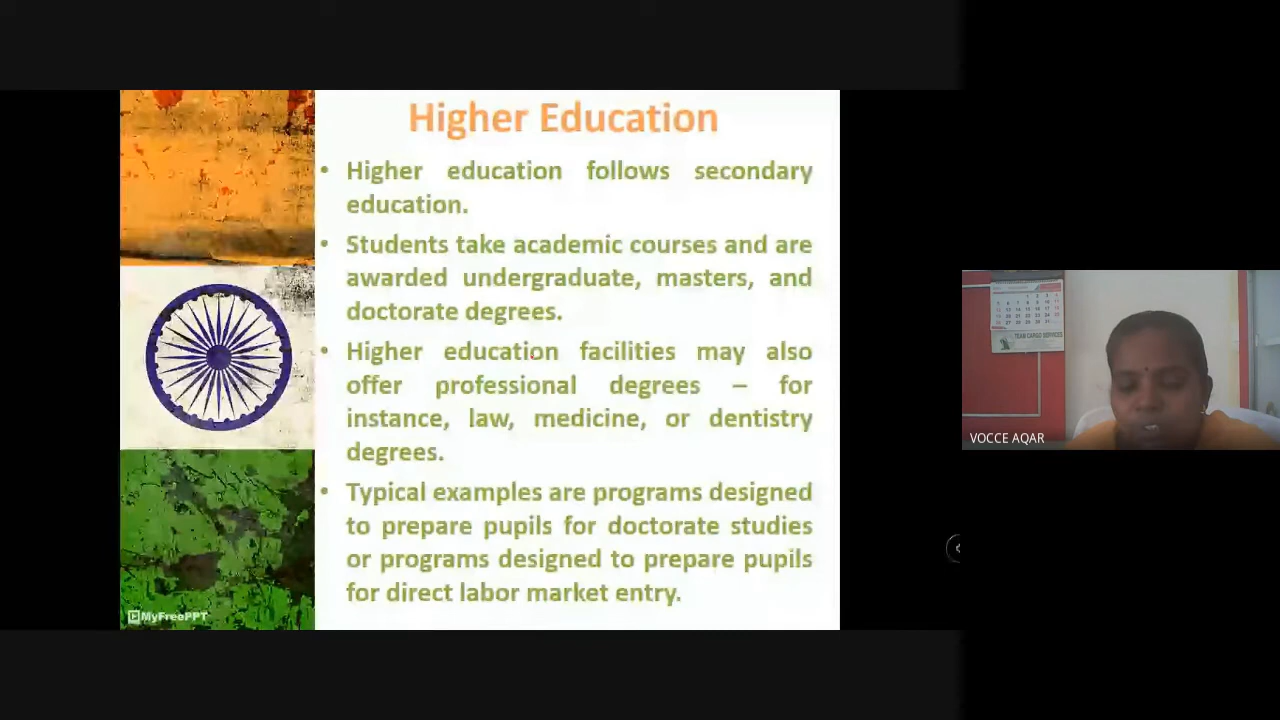 Higher Education
• Higher education follows secondary
education.
• Students take academic courses and are
awarded undergraduate, masters, and
doctorate degrees.
• Higher education facilities may also
offer professional degrees – for
instance, law, medicine, or dentistry
degrees.
• Typical examples are programs designed
to prepare pupils for doctorate studies
or programs designed to prepare pupils
for direct labor market entry.
MyFreePPT
TEAM CARGO SERVICES
VOCCE AQAR